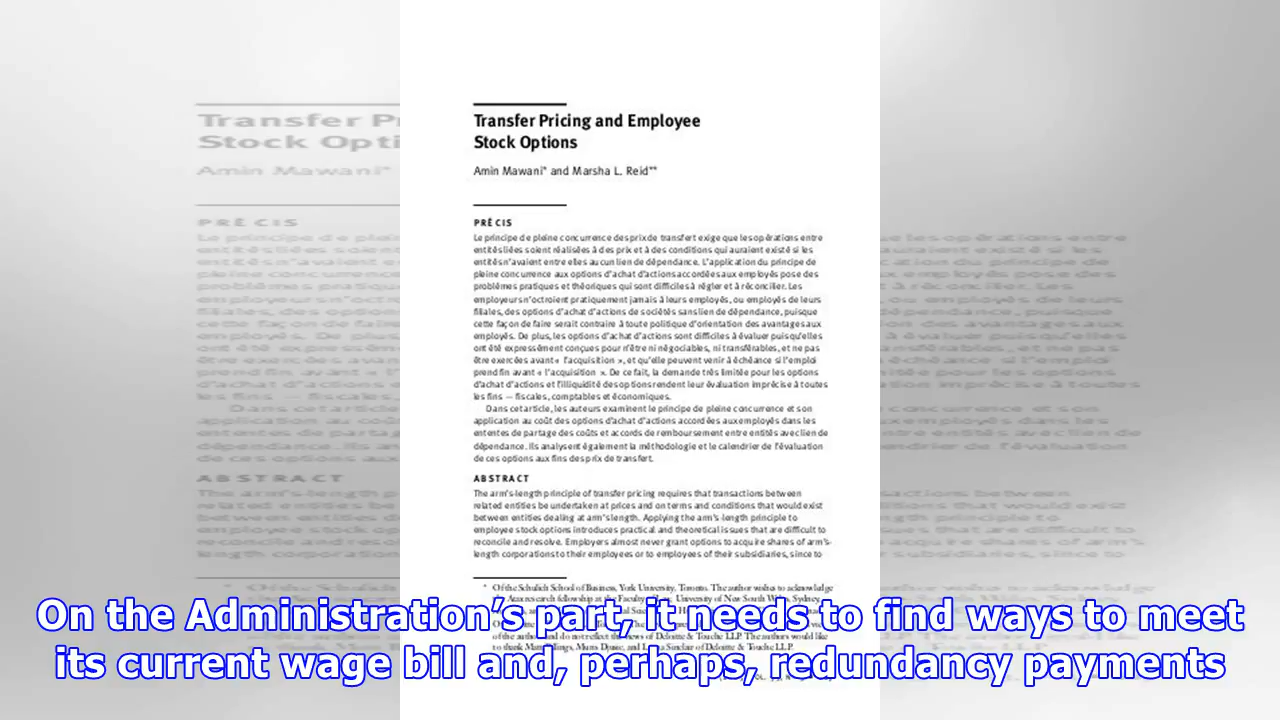 Transfer Pricing and Employee
Stock Options
Amin Mawani* and Marsha L. Reid**
PRÉCIS
Le principe de pleine concurrence des prix de transfert exige que les opérations entre
entités liées soient réalisées à des prix et à des conditions qui auraient existé si les
entités n'avaient entre elles aucun lien de dépendance. L'application du principe de
pleine concurrence aux options d'achat d'actions accordées aux employés pose des
problèmes pratiques et théoriques qui sont difficiles à régler et à réconcilier. Les
employeurs n'octroient pratiquement jamais à leurs employés, ou employés de leurs
filiales, des options d'achat d'actions de sociétés sans lien de dépendance, puisque
cette façon de faire serait contraire à toute politique d'orientation des avantages aux
employés. De plus, les options d'achat d'actions sont difficiles à évaluer puisqu'elles
ont été expressément conçues pour n'être ni négociables, ni transférables, et ne pas
être exercées avant « l'acquisition », et qu'elle peuvent venir à échéance si l'emploi
prend fin avant « l'acquisition ». De ce fait, la demande très limitée pour les options
d'achat d'actions et l'illiquidité des options rendent leur évaluation imprécise à toutes
les fins — fiscales, comptables et économiques.
Dans cet article, les auteurs examinent le principe de pleine concurrence et son
application au coût des options d'achat d'actions accordées aux employés dans les
ententes de partage des coûts et accords de remboursement entre entités avec lien de
dépendance. Ils analysent également la méthodologie et le calendrier de l'évaluation
de ces options aux fins des prix de transfert.
ABSTRACT
The arm's-length principle of transfer pricing requires that transactions between
related entities be undertaken at prices and on terms and conditions that would exist
between entities dealing at arm's length. Applying the arm's-length principle to
employee stock options introduces practical and theoretical issues that are difficult to
reconcile and resolve. Employers almost never grant options to acquire shares of arm's-
length corporations to their employees or to employees of their subsidiaries, since to
* Of the Schulich School of Business, York University, Toronto. The author wishes to acknowledge
On the Administration's part, it needs to find ways to meet
its current wage bill and, perhaps, redundancy payments